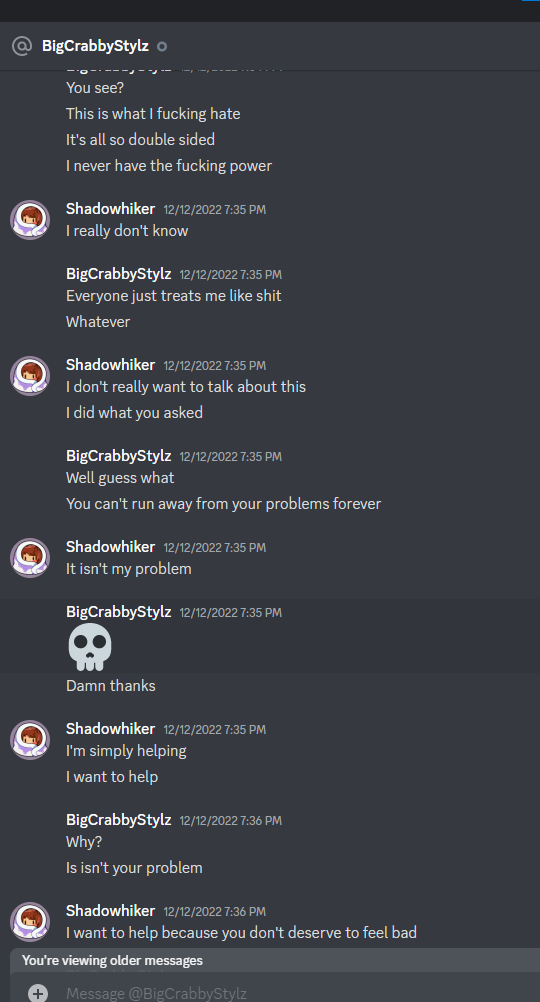 BigCrabbyStylz
BigCrabbyStylz
You see?
This is what I fucking hate
It's all so double sided
I never have the fucking power
Shadowhiker 12/12/2022 7:35 PM
I really don't know
BigCrabbyStylz 12/12/2022 7:35 PM
Everyone just treats me like shit
Whatever
Shadowhiker 12/12/2022 7:35 PM
I don't really want to talk about this
I did what you asked
BigCrabbyStylz 12/12/2022 7:35 PM
Well guess what
You can't run away from your problems forever
Shadowhiker 12/12/2022 7:35 PM
It isn't my problem
BigCrabbyStylz 12/12/2022 7:35 PM
Damn thanks
Shadowhiker 12/12/2022 7:35 PM
I'm simply helping
I want to help
BigCrabbyStylz 12/12/2022 7:36 PM
Why?
Is isn't your problem
Shadowhiker 12/12/2022 7:36 PM
I want to help because you don't deserve to feel bad
You're viewing older messages
Message @BigCrabbyStylz